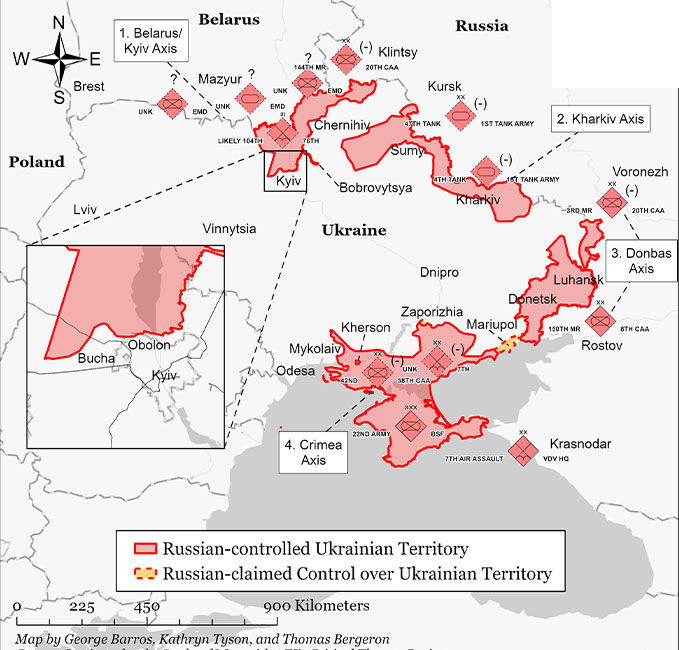 Belarus
Russia
1. Belarus/
Kyiv Axis
N
W
E
S
Brest
?
UNK
EMD
Mazyur
?
UNK
EMD
?
144TH MR
UNK
EMD
XX
(-)
Klintsy
20TH CAA
Kursk
XX
(-)
47TH TANK
1ST TANK ARMY
2. Kharkiv Axis
Chernihiv
III
LIKELY 104TH
76TH
Sumy
XX
(-)
4TH TANK
1ST TANK ARMY
Kharkiv
Voronezh
XX
(-)
3RD MR
20TH CAA
Poland
Kyiv
Bobrovytsya
Lviv
Vinnytsia
Ukraine
3. Donbas
Axis
Dnipro
Luhansk
Donetsk
Zaporizhia
Mariupol
XX
150TH MR
8TH CAA
Rostov
Kherson
Mykolaiv
Odesa
XX
(-)
42ND
58TH CAA
XX
(-)
UNK
7TH
Obolon
Bucha
Kyiv
4. Crimea
Axis
XXX
22ND ARMY
BSF
XX
Krasnodar
7TH AIR ASSAULT
VDV HQ
Russian-controlled Ukrainian Territory
Russian-claimed Control over Ukrainian Territory
0 225 450 900 Kilometers
Map by George Barros, Kathryn Tyson, and Thomas Bergeron